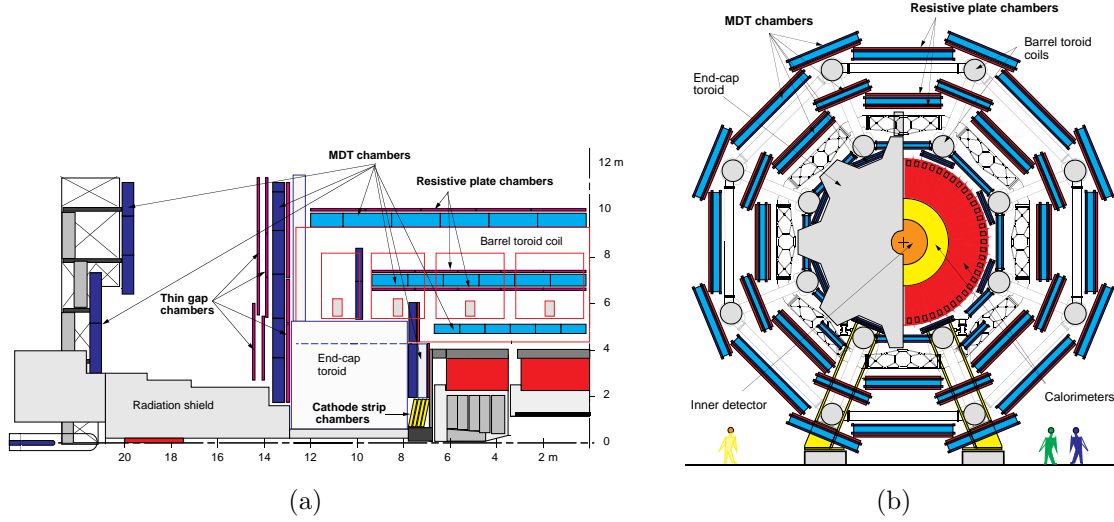 MDT chambers
Resistive plate chambers
Barrel toroid coil
Thin gap
chambers
End-cap
toroid
Radiation shield
Cathode strip
chambers
12 m
10
8
6
4
2
0
20
18
16
14
12
10
8
6
4
2 m
(a)
Resistive plate chambers
MDT chambers
Barrel toroid
coils
End-cap
toroid
Inner detector
Calorimeters
(b)